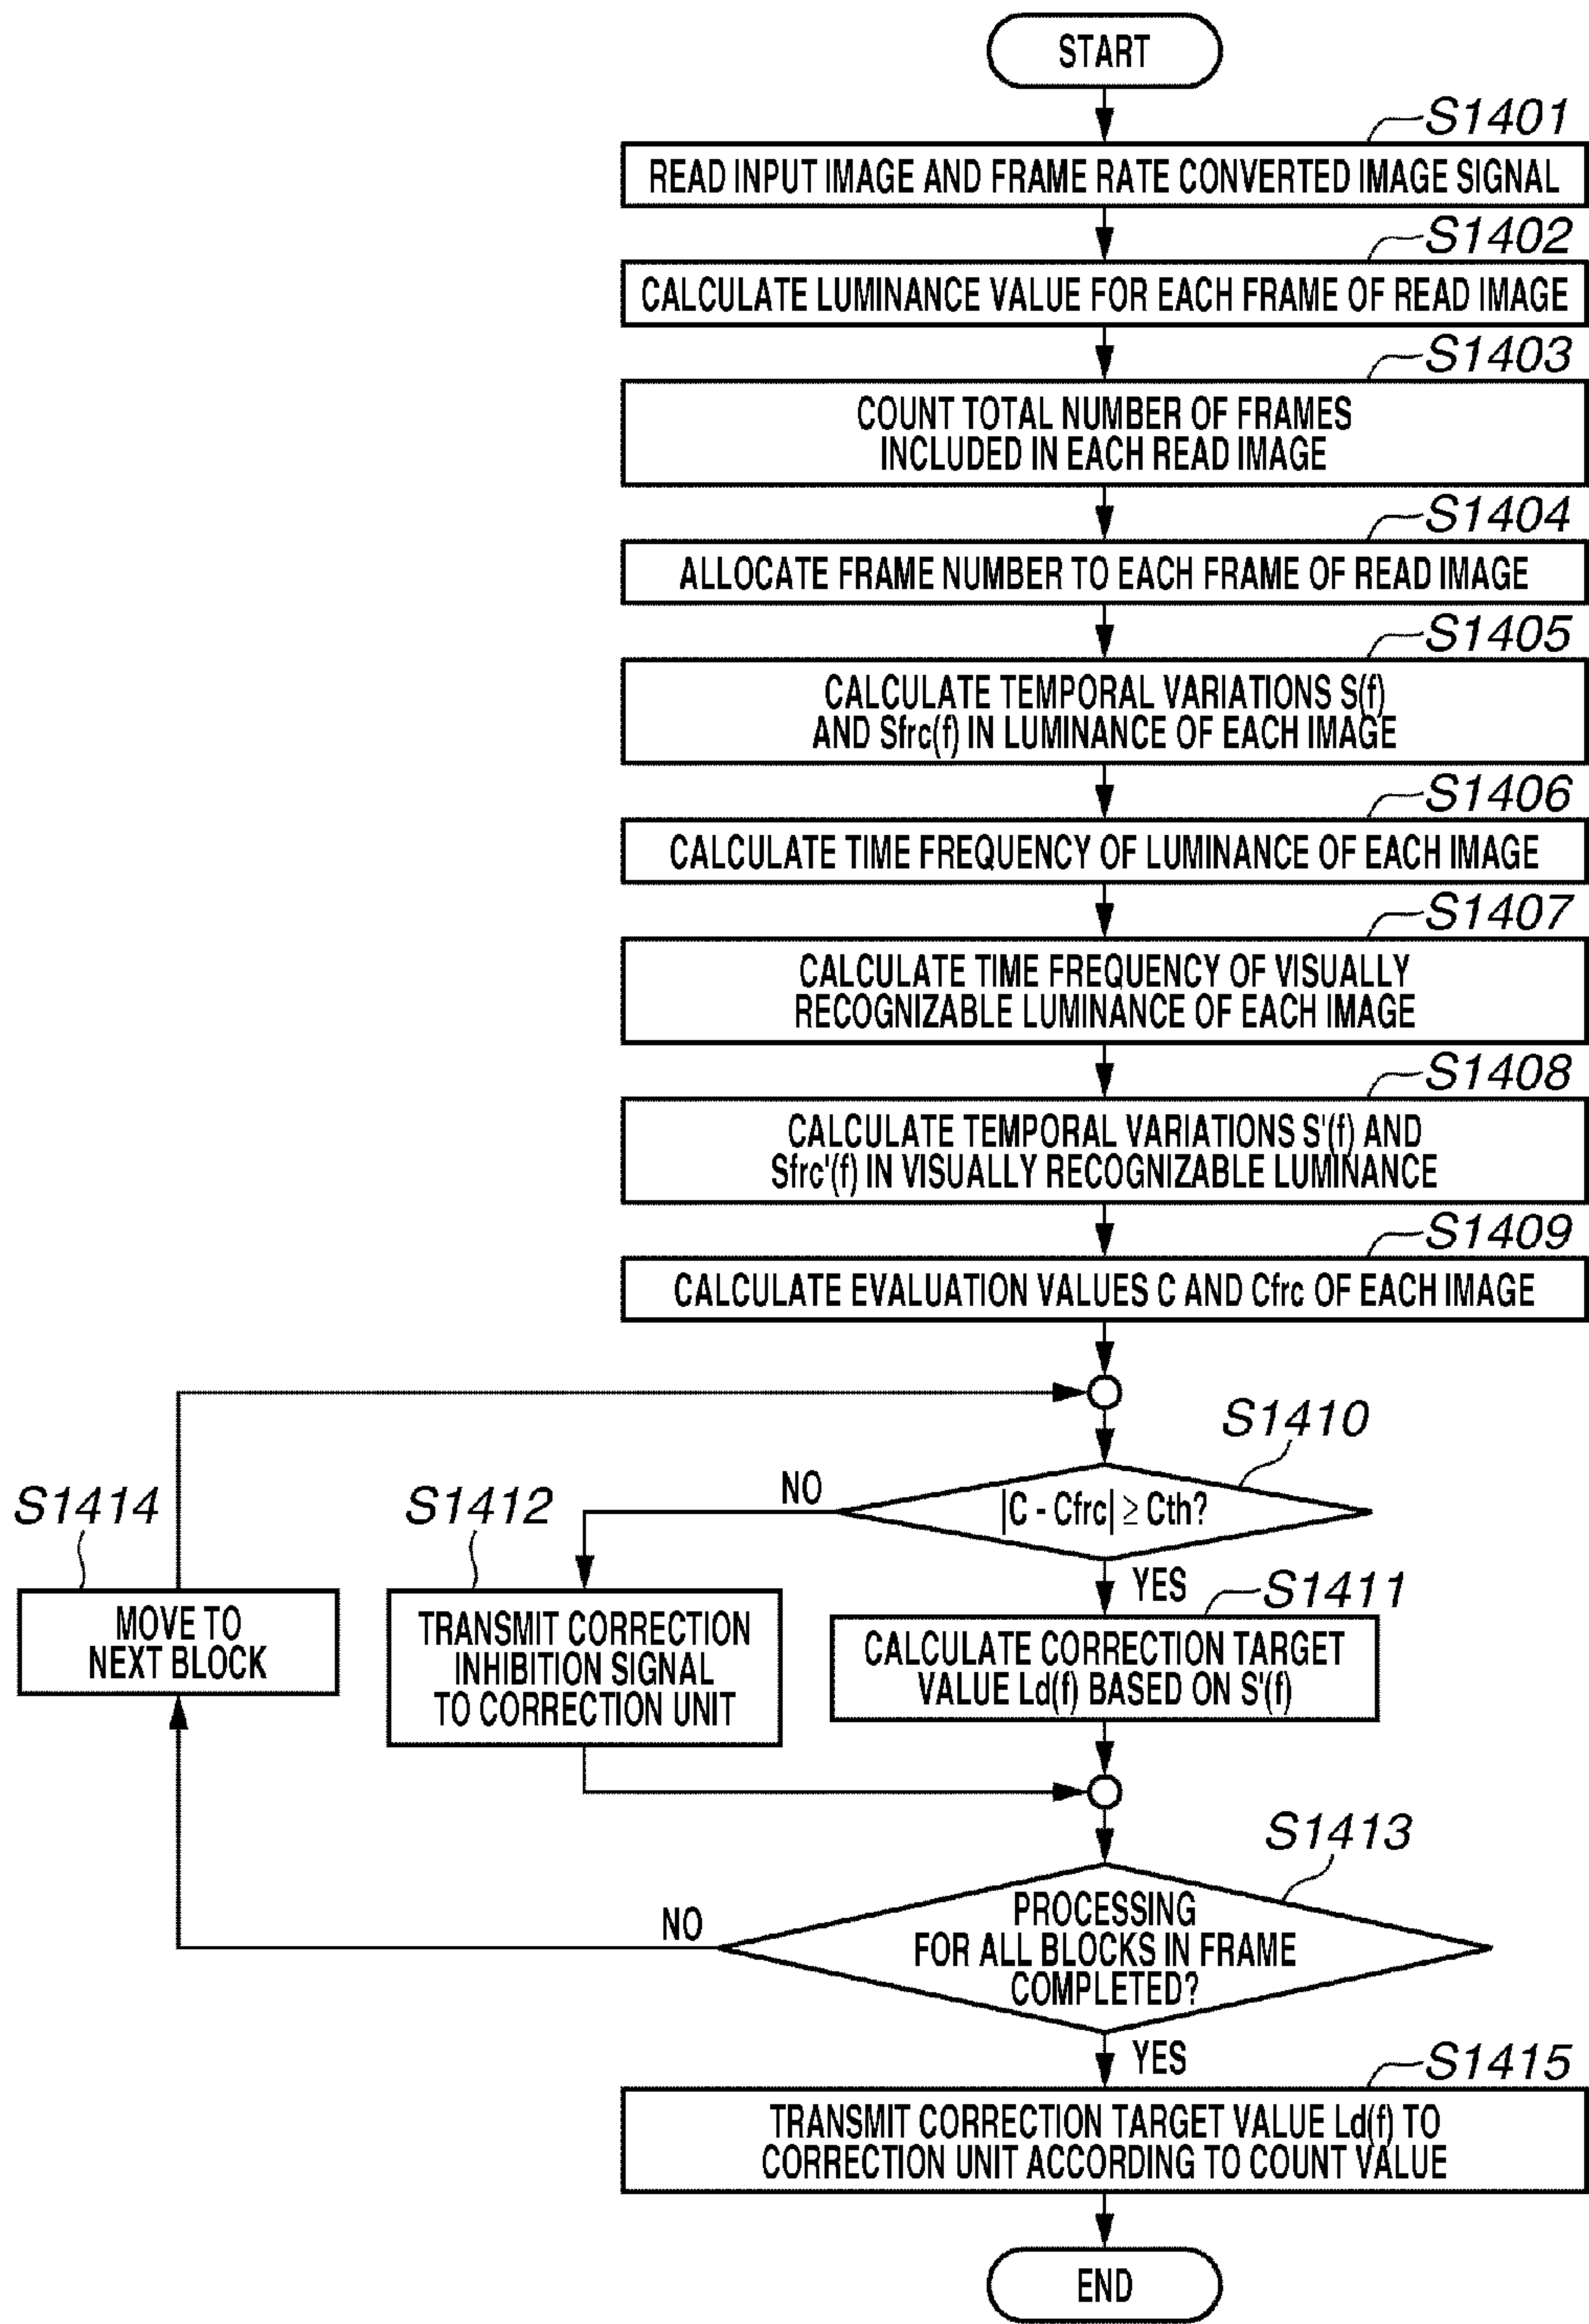 START
S1401
READ INPUT IMAGE AND FRAME RATE CONVERTED IMAGE SIGNAL
S1402
CALCULATE LUMINANCE VALUE FOR EACH FRAME OF READ IMAGE
S1403
COUNT TOTAL NUMBER OF FRAMES
INCLUDED IN EACH READ IMAGE
S1404
ALLOCATE FRAME NUMBER TO EACH FRAME OF READ IMAGE
S1405
CALCULATE TEMPORAL VARIATIONS S(f)
AND Sfrc(f) IN LUMINANCE OF EACH IMAGE
S1406
CALCULATE TIME FREQUENCY OF LUMINANCE OF EACH IMAGE
S1407
CALCULATE TIME FREQUENCY OF VISUALLY
RECOGNIZABLE LUMINANCE OF EACH IMAGE
S1408
CALCULATE TEMPORAL VARIATIONS S'(f) AND
Sfrc'(f) IN VISUALLY RECOGNIZABLE LUMINANCE
S1409
CALCULATE EVALUATION VALUES C AND Cfrc OF EACH IMAGE
S1410
|C - Cfrc| ≥ Cth?
NO
YES
S1414
MOVE TO
NEXT BLOCK
S1412
TRANSMIT CORRECTION
INHIBITION SIGNAL
TO CORRECTION UNIT
S1411
CALCULATE CORRECTION TARGET
VALUE Ld(f) BASED ON S'(f)
S1413
PROCESSING
FOR ALL BLOCKS IN FRAME
COMPLETED?
NO
YES
S1415
TRANSMIT CORRECTION TARGET VALUE Ld(f) TO
CORRECTION UNIT ACCORDING TO COUNT VALUE
END